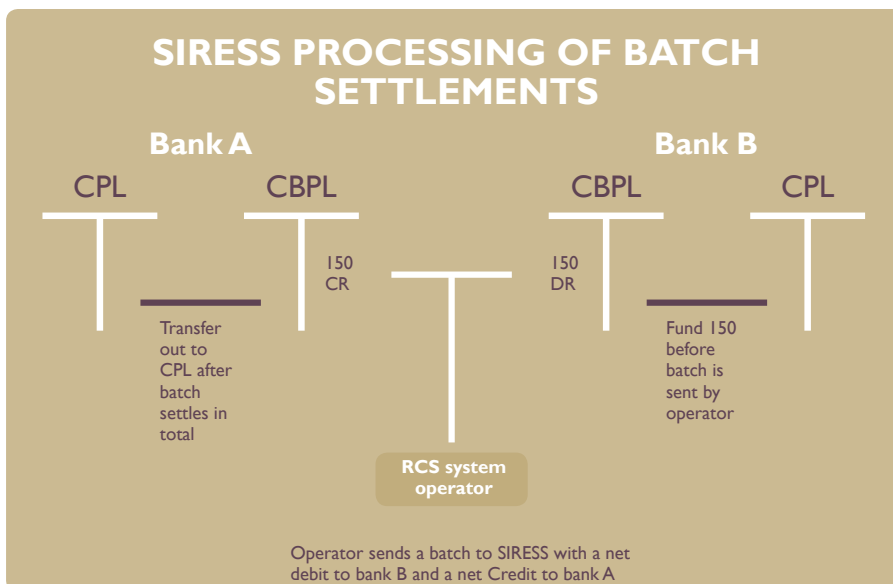 SIRESS PROCESSING OF BATCH
SETTLEMENTS
Bank A
Bank B
CPL
CBPL
CBPL
CPL
150
CR
150
DR
Transfer
out to
CPL after
batch
settles in
total
Fund 150
before
batch is
sent by
operator
RCS system
operator
Operator sends a batch to SIRESS with a net
debit to bank B and a net Credit to bank A